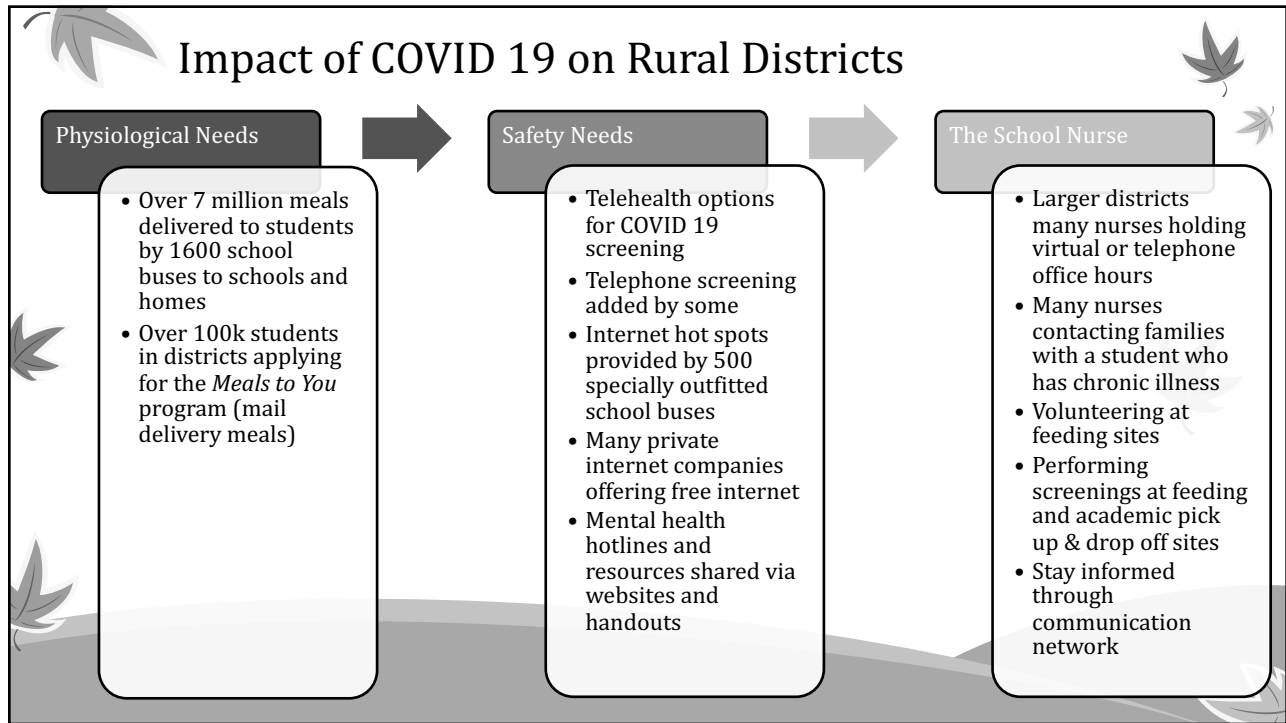 Impact of COVID 19 on Rural Districts
Physiological Needs
• Over 7 million meals
delivered to students
by 1600 school
buses to schools and
homes
• Over 100k students
in districts applying
for the Meals to You
program (mail
delivery meals)
Safety Needs
• Telehealth options
for COVID 19
screening
• Telephone screening
added by some
• Internet hot spots
provided by 500
specially outfitted
school buses
• Many private
internet companies
offering free internet
• Mental health
hotlines and
resources shared via
websites and
handouts
The School Nurse
• Larger districts
many nurses holding
virtual or telephone
office hours
• Many nurses
contacting families
with a student who
has chronic illness
• Volunteering at
feeding sites
• Performing
screenings at feeding
and academic pick
up & drop off sites
• Stay informed
through
communication
network